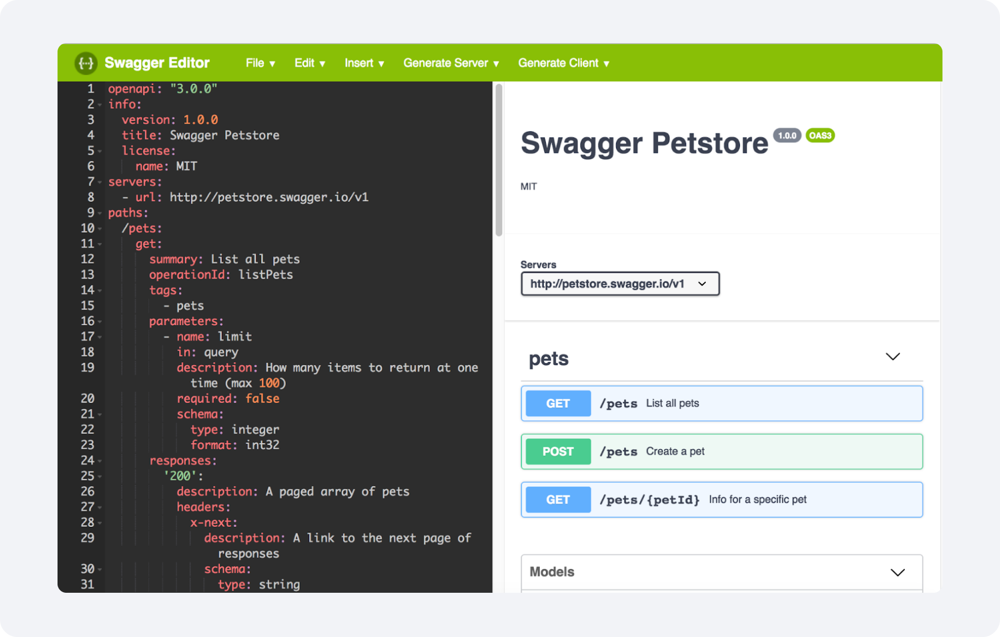 {··} Swagger Editor File ▾ Edit ▾ Insert ▾ Generate Server ▾ Generate Client ▾
1 openapi: "3.0.0"
2 info:
3 version: 1.0.0
4 title: Swagger Petstore
5 license:
6 name: MIT
7 servers:
8 - url: http://petstore.swagger.io/v1
9 paths:
10 /pets:
11 get:
12 summary: List all pets
13 operationId: listPets
14 tags:
15 - pets
16 parameters:
17 - name: limit
18 in: query
19 description: How many items to return at one
time (max 100)
20 required: false
21 schema:
22 type: integer
23 format: int32
24 responses:
25 '200':
26 description: A paged array of pets
27 headers:
28 x-next:
29 description: A link to the next page of
responses
30 schema:
31 type: string
Swagger Petstore 1.0.0 OAS3
MIT
Servers
http://petstore.swagger.io/v1
pets
GET /pets List all pets
POST /pets Create a pet
GET /pets/{petId} Info for a specific pet
Models